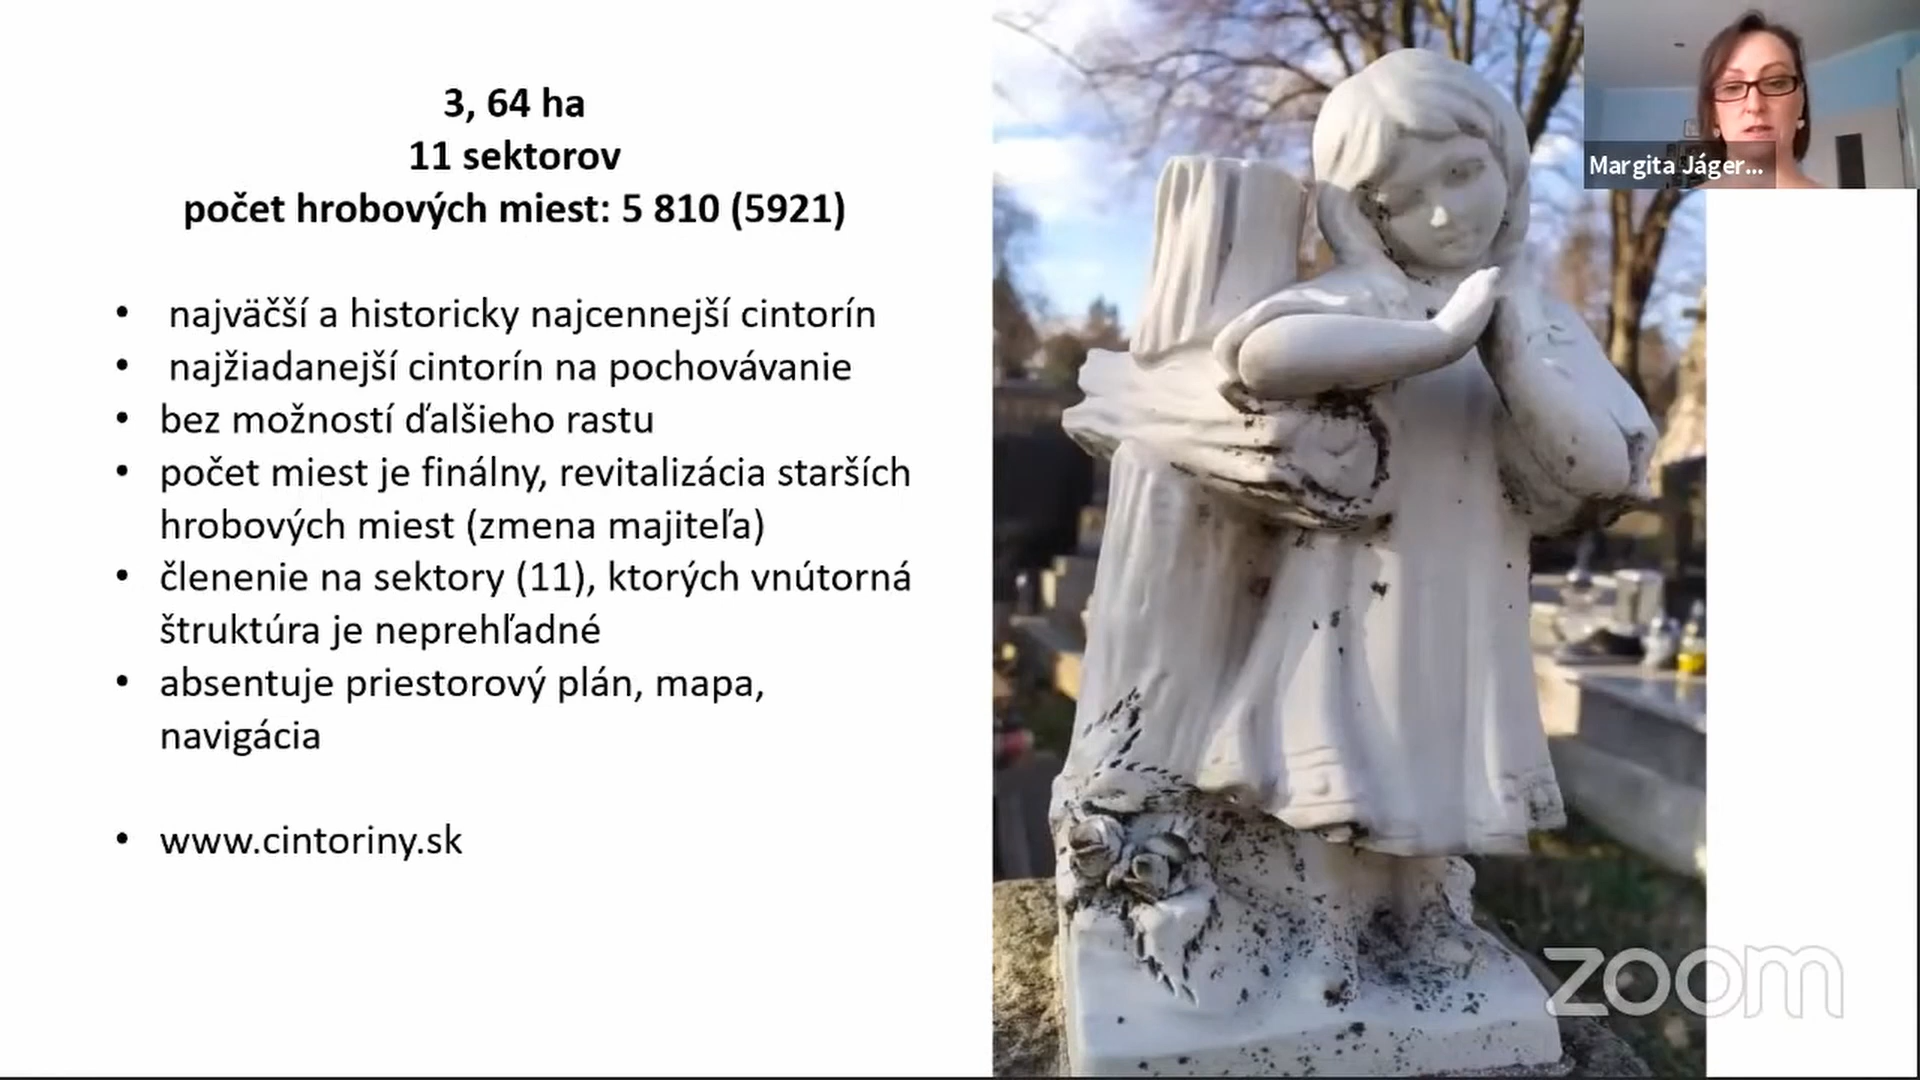 3, 64 ha
11 sektorov
počet hrobových miest: 5 810 (5921)
• najväčší a historicky najcennejší cintorín
• najžiadanejší cintorín na pochovávanie
• bez možností ďalšieho rastu
• počet miest je finálny, revitalizácia starších
hrobových miest (zmena majiteľa)
• členenie na sektory (11), ktorých vnútorná
štruktúra je neprehľadné
• absentuje priestorový plán, mapa,
navigácia
• www.cintoriny.sk
Margita Jáger...
zoom